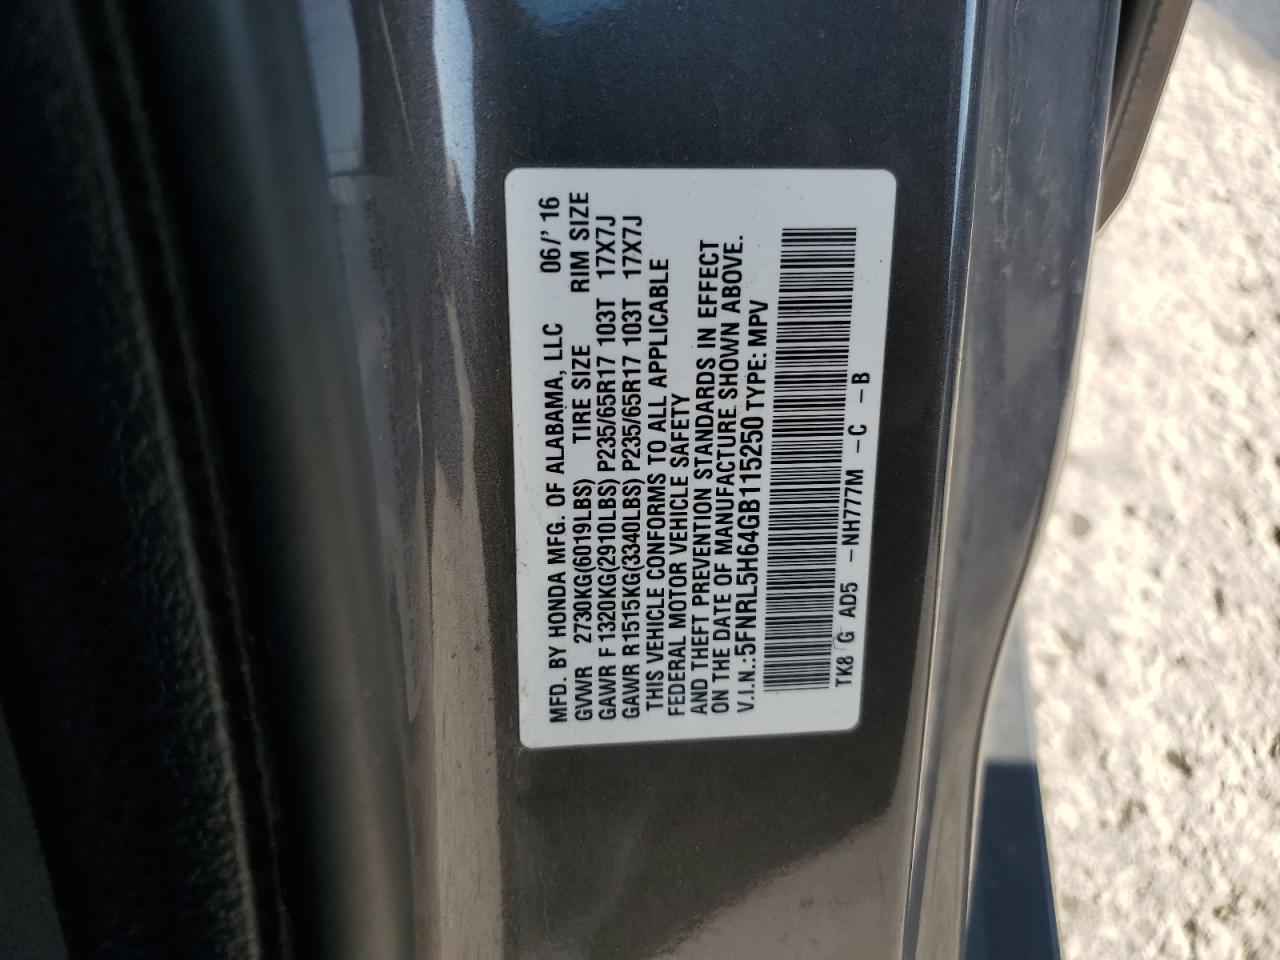 MFD. BY HONDA MFG. OF ALABAMA, LLC 06/' 16
GVWR 2730KG(6019LBS) TIRE SIZE RIM SIZE
GAWR F 1320KG(2910LBS) P235/65R17 103T 17X7J
GAWR R1515KG(3340LBS) P235/65R17 103T 17X7J
THIS VEHICLE CONFORMS TO ALL APPLICABLE
FEDERAL MOTOR VEHICLE SAFETY
AND THEFT PREVENTION STANDARDS IN EFFECT
ON THE DATE OF MANUFACTURE SHOWN ABOVE.
V.I.N.:5FNRL5H64GB115250 TYPE: MPV
TK8 G AD5 -NH777M -C -B